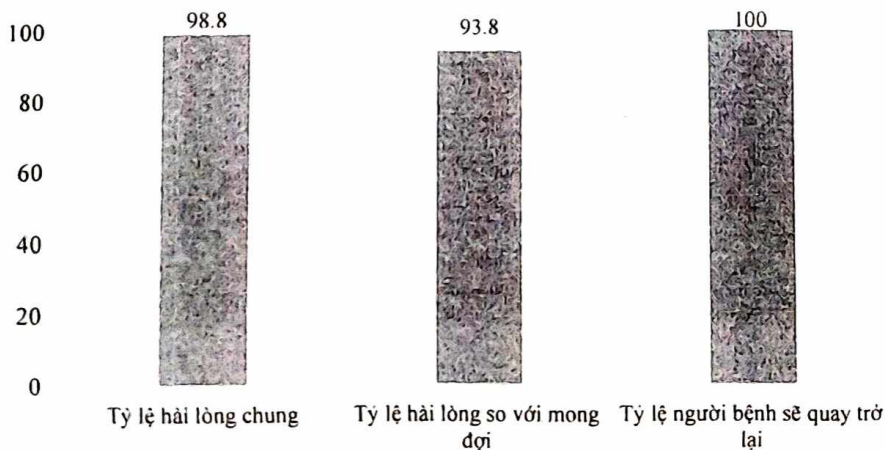 98.8
93.8
100
100
80
60
40
20
0
Tỷ lệ hài lòng chung
Tỷ lệ hài lòng so với mong
đợi
Tỷ lệ người bệnh sẽ quay trở
lại